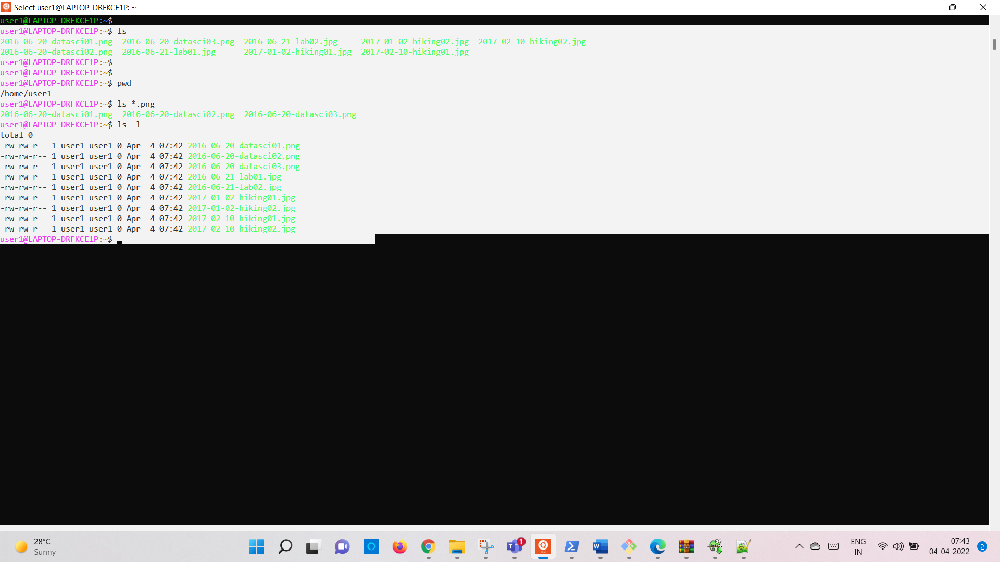 Select user1@LAPTOP-DRFKCE1P: ~
user1@LAPTOP-DRFKCE1P:~$
user1@LAPTOP-DRFKCE1P:~$ ls
2016-06-20-datasci01.png  2016-06-20-datasci03.png  2016-06-21-lab02.jpg     2017-01-02-hiking02.jpg  2017-02-10-hiking02.jpg
2016-06-20-datasci02.png  2016-06-21-lab01.jpg      2017-01-02-hiking01.jpg  2017-02-10-hiking01.jpg
user1@LAPTOP-DRFKCE1P:~$
user1@LAPTOP-DRFKCE1P:~$
user1@LAPTOP-DRFKCE1P:~$ pwd
/home/user1
user1@LAPTOP-DRFKCE1P:~$ ls *.png
2016-06-20-datasci01.png  2016-06-20-datasci02.png  2016-06-20-datasci03.png
user1@LAPTOP-DRFKCE1P:~$ ls -l
total 0
-rw-rw-r-- 1 user1 user1 0 Apr  4 07:42 2016-06-20-datasci01.png
-rw-rw-r-- 1 user1 user1 0 Apr  4 07:42 2016-06-20-datasci02.png
-rw-rw-r-- 1 user1 user1 0 Apr  4 07:42 2016-06-20-datasci03.png
-rw-rw-r-- 1 user1 user1 0 Apr  4 07:42 2016-06-21-lab01.jpg
-rw-rw-r-- 1 user1 user1 0 Apr  4 07:42 2016-06-21-lab02.jpg
-rw-rw-r-- 1 user1 user1 0 Apr  4 07:42 2017-01-02-hiking01.jpg
-rw-rw-r-- 1 user1 user1 0 Apr  4 07:42 2017-01-02-hiking02.jpg
-rw-rw-r-- 1 user1 user1 0 Apr  4 07:42 2017-02-10-hiking01.jpg
-rw-rw-r-- 1 user1 user1 0 Apr  4 07:42 2017-02-10-hiking02.jpg
user1@LAPTOP-DRFKCE1P:~$
28°C
Sunny
1
ENG
IN
07:43
04-04-2022
2